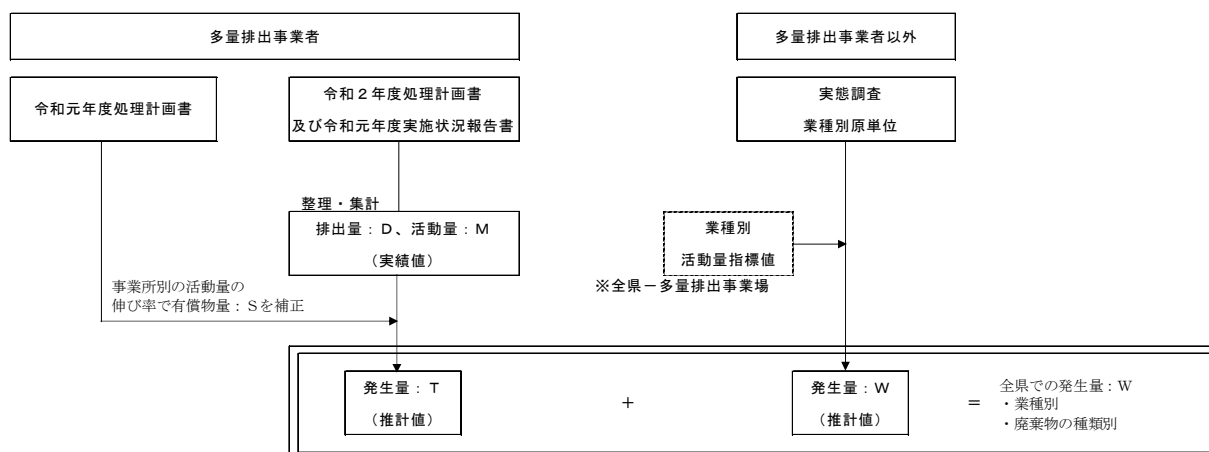 多量排出事業者
多量排出事業者以外
令和元年度処理計画書
令和２年度処理計画書
及び令和元年度実施状況報告書
実態調査
業種別原単位
整理・集計
排出量：Ｄ、活動量：Ｍ
（実績値）
業種別
活動量指標値
※全県－多量排出事業場
事業所別の活動量の
伸び率で有償物量：Ｓを補正
発生量：Ｔ
（推計値）
＋
発生量：Ｗ
（推計値）
＝
全県での発生量：Ｗ
・業種別
・廃棄物の種類別